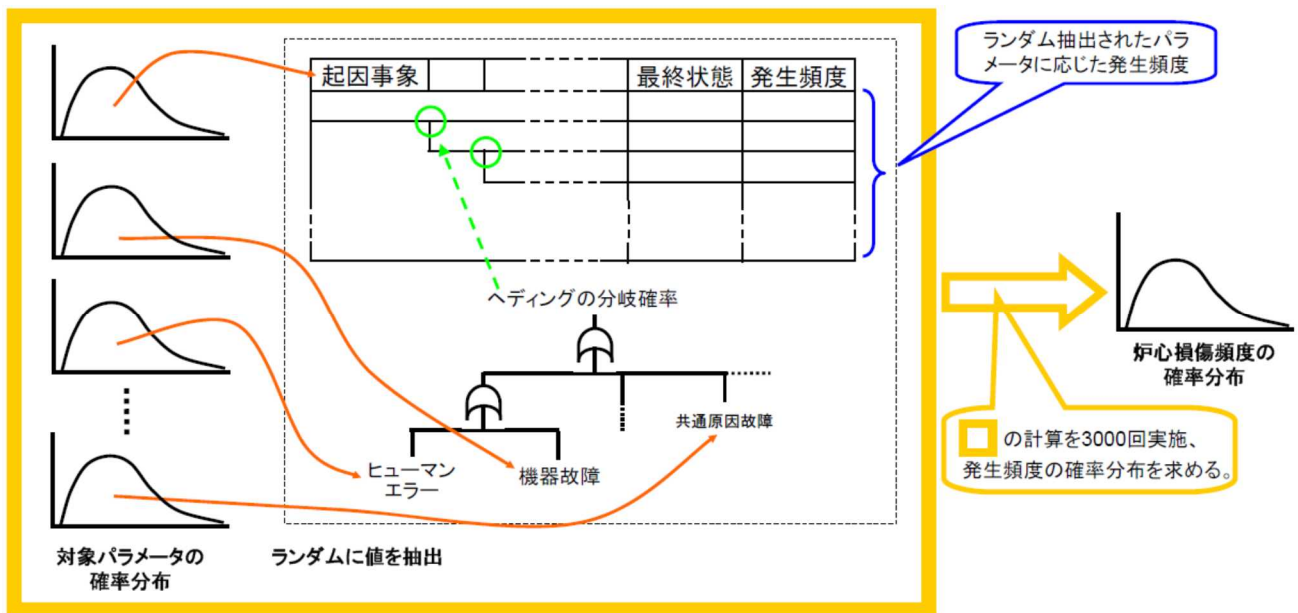 起因事象
最終状態
発生頻度
ランダム抽出されたパラ
メータに応じた発生頻度
ヘディングの分岐確率
共通原因故障
ヒューマン
エラー
機器故障
対象パラメータの
確率分布
ランダムに値を抽出
炉心損傷頻度の
確率分布
の計算を3000回実施、
発生頻度の確率分布を求める。